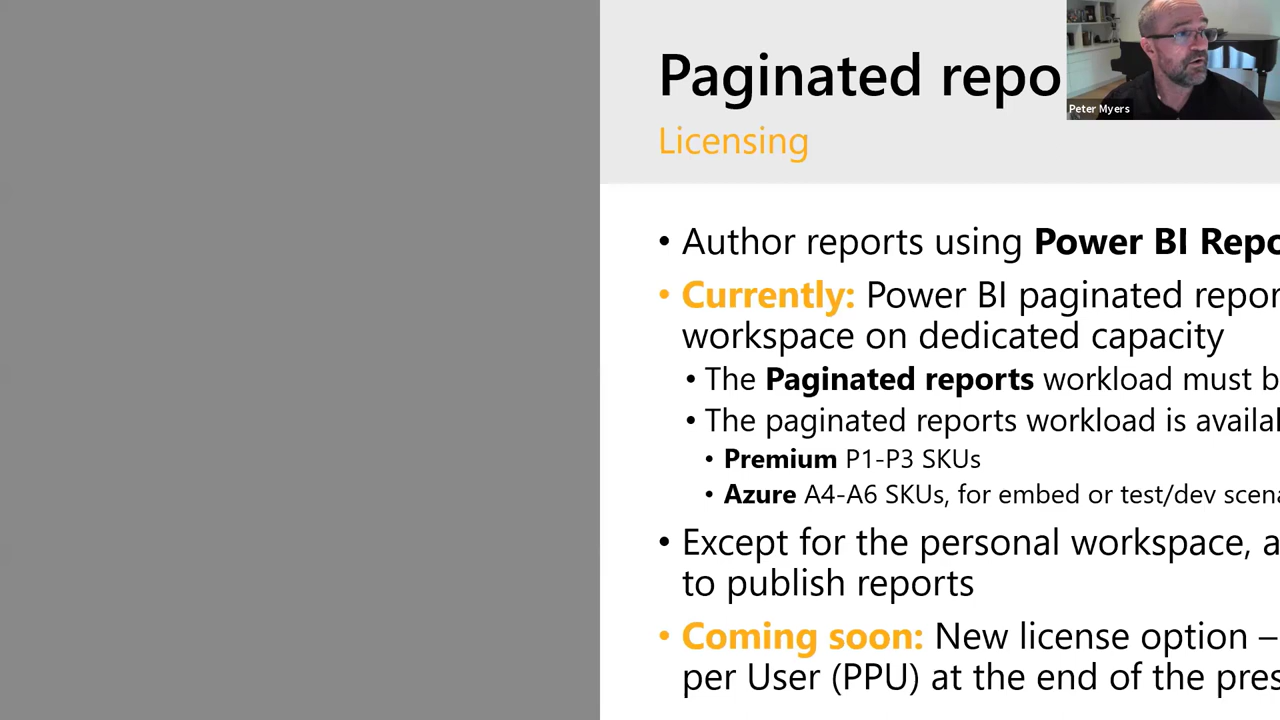 Paginated repo
Peter Myers
Licensing
• Author reports using Power BI Repo
• Currently: Power BI paginated repor
workspace on dedicated capacity
• The Paginated reports workload must b
• The paginated reports workload is availa
• Premium P1-P3 SKUs
• Azure A4-A6 SKUs, for embed or test/dev scena
• Except for the personal workspace, a
to publish reports
• Coming soon: New license option –
per User (PPU) at the end of the pres